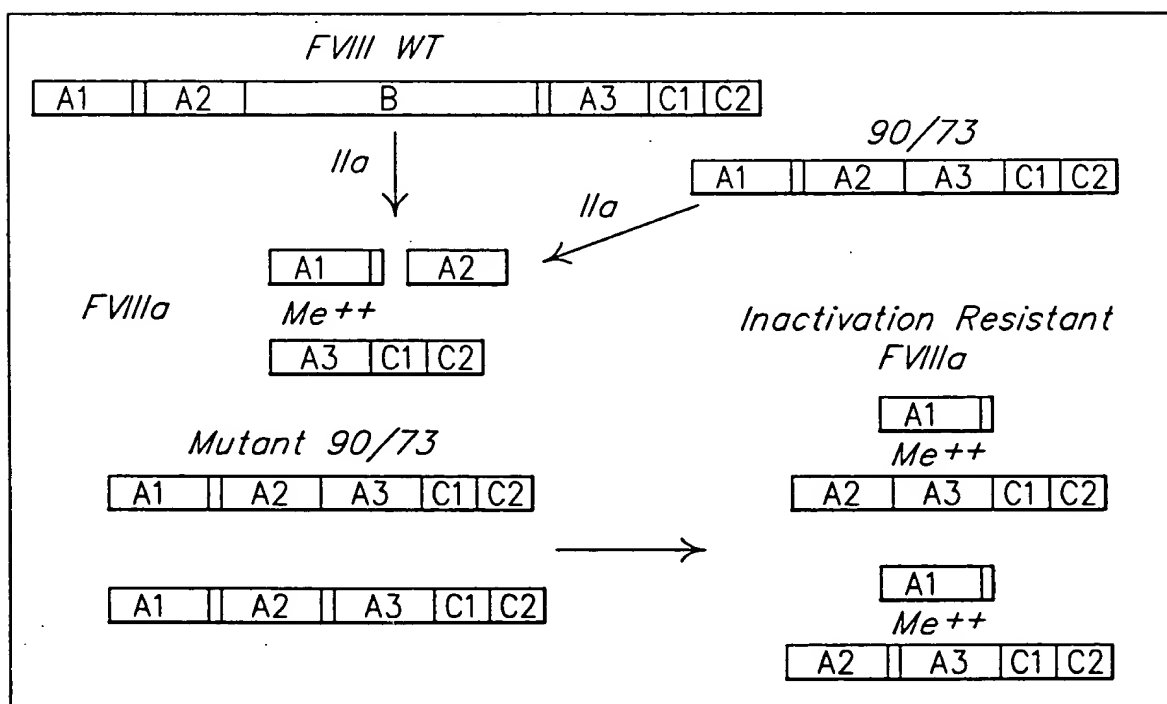 FVIII WT
A1 A2 B A3 C1 C2
90/73
A1 A2 A3 C1 C2
IIa
IIa
A1 A2
FVIIIa
Me++
A3 C1 C2
Inactivation Resistant
FVIIIa
A1
Me++
A2 A3 C1 C2
Mutant 90/73
A1 A2 A3 C1 C2
A1 A2 A3 C1 C2
A1
Me++
A2 A3 C1 C2